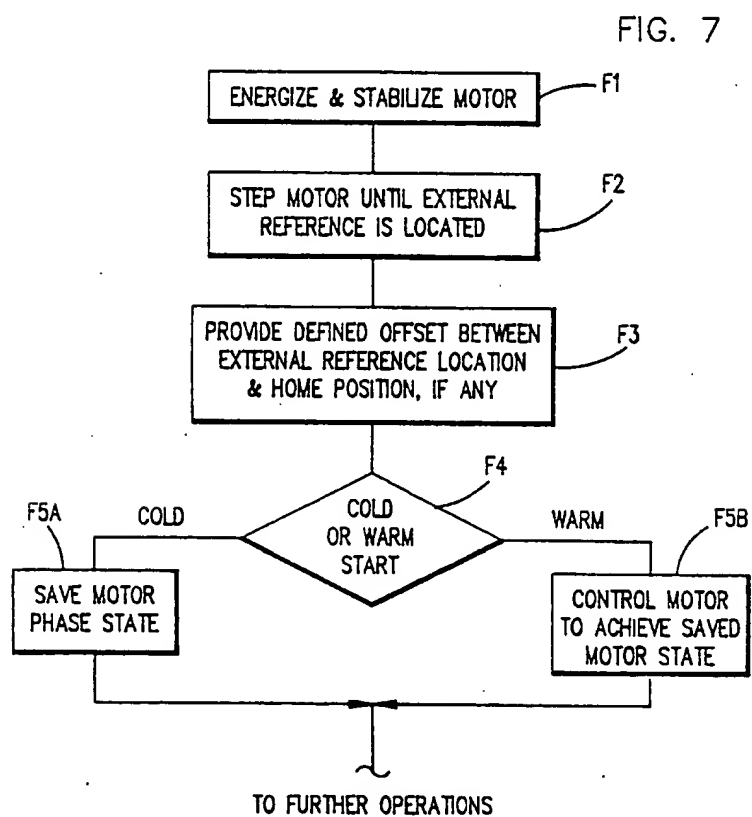 FIG. 7
ENERGIZE & STABILIZE MOTOR
F1
STEP MOTOR UNTIL EXTERNAL
REFERENCE IS LOCATED
F2
PROVIDE DEFINED OFFSET BETWEEN
EXTERNAL REFERENCE LOCATION
& HOME POSITION, IF ANY
F3
F4
COLD
OR WARM
START
COLD
WARM
F5A
SAVE MOTOR
PHASE STATE
F5B
CONTROL MOTOR
TO ACHIEVE SAVED
MOTOR STATE
TO FURTHER OPERATIONS